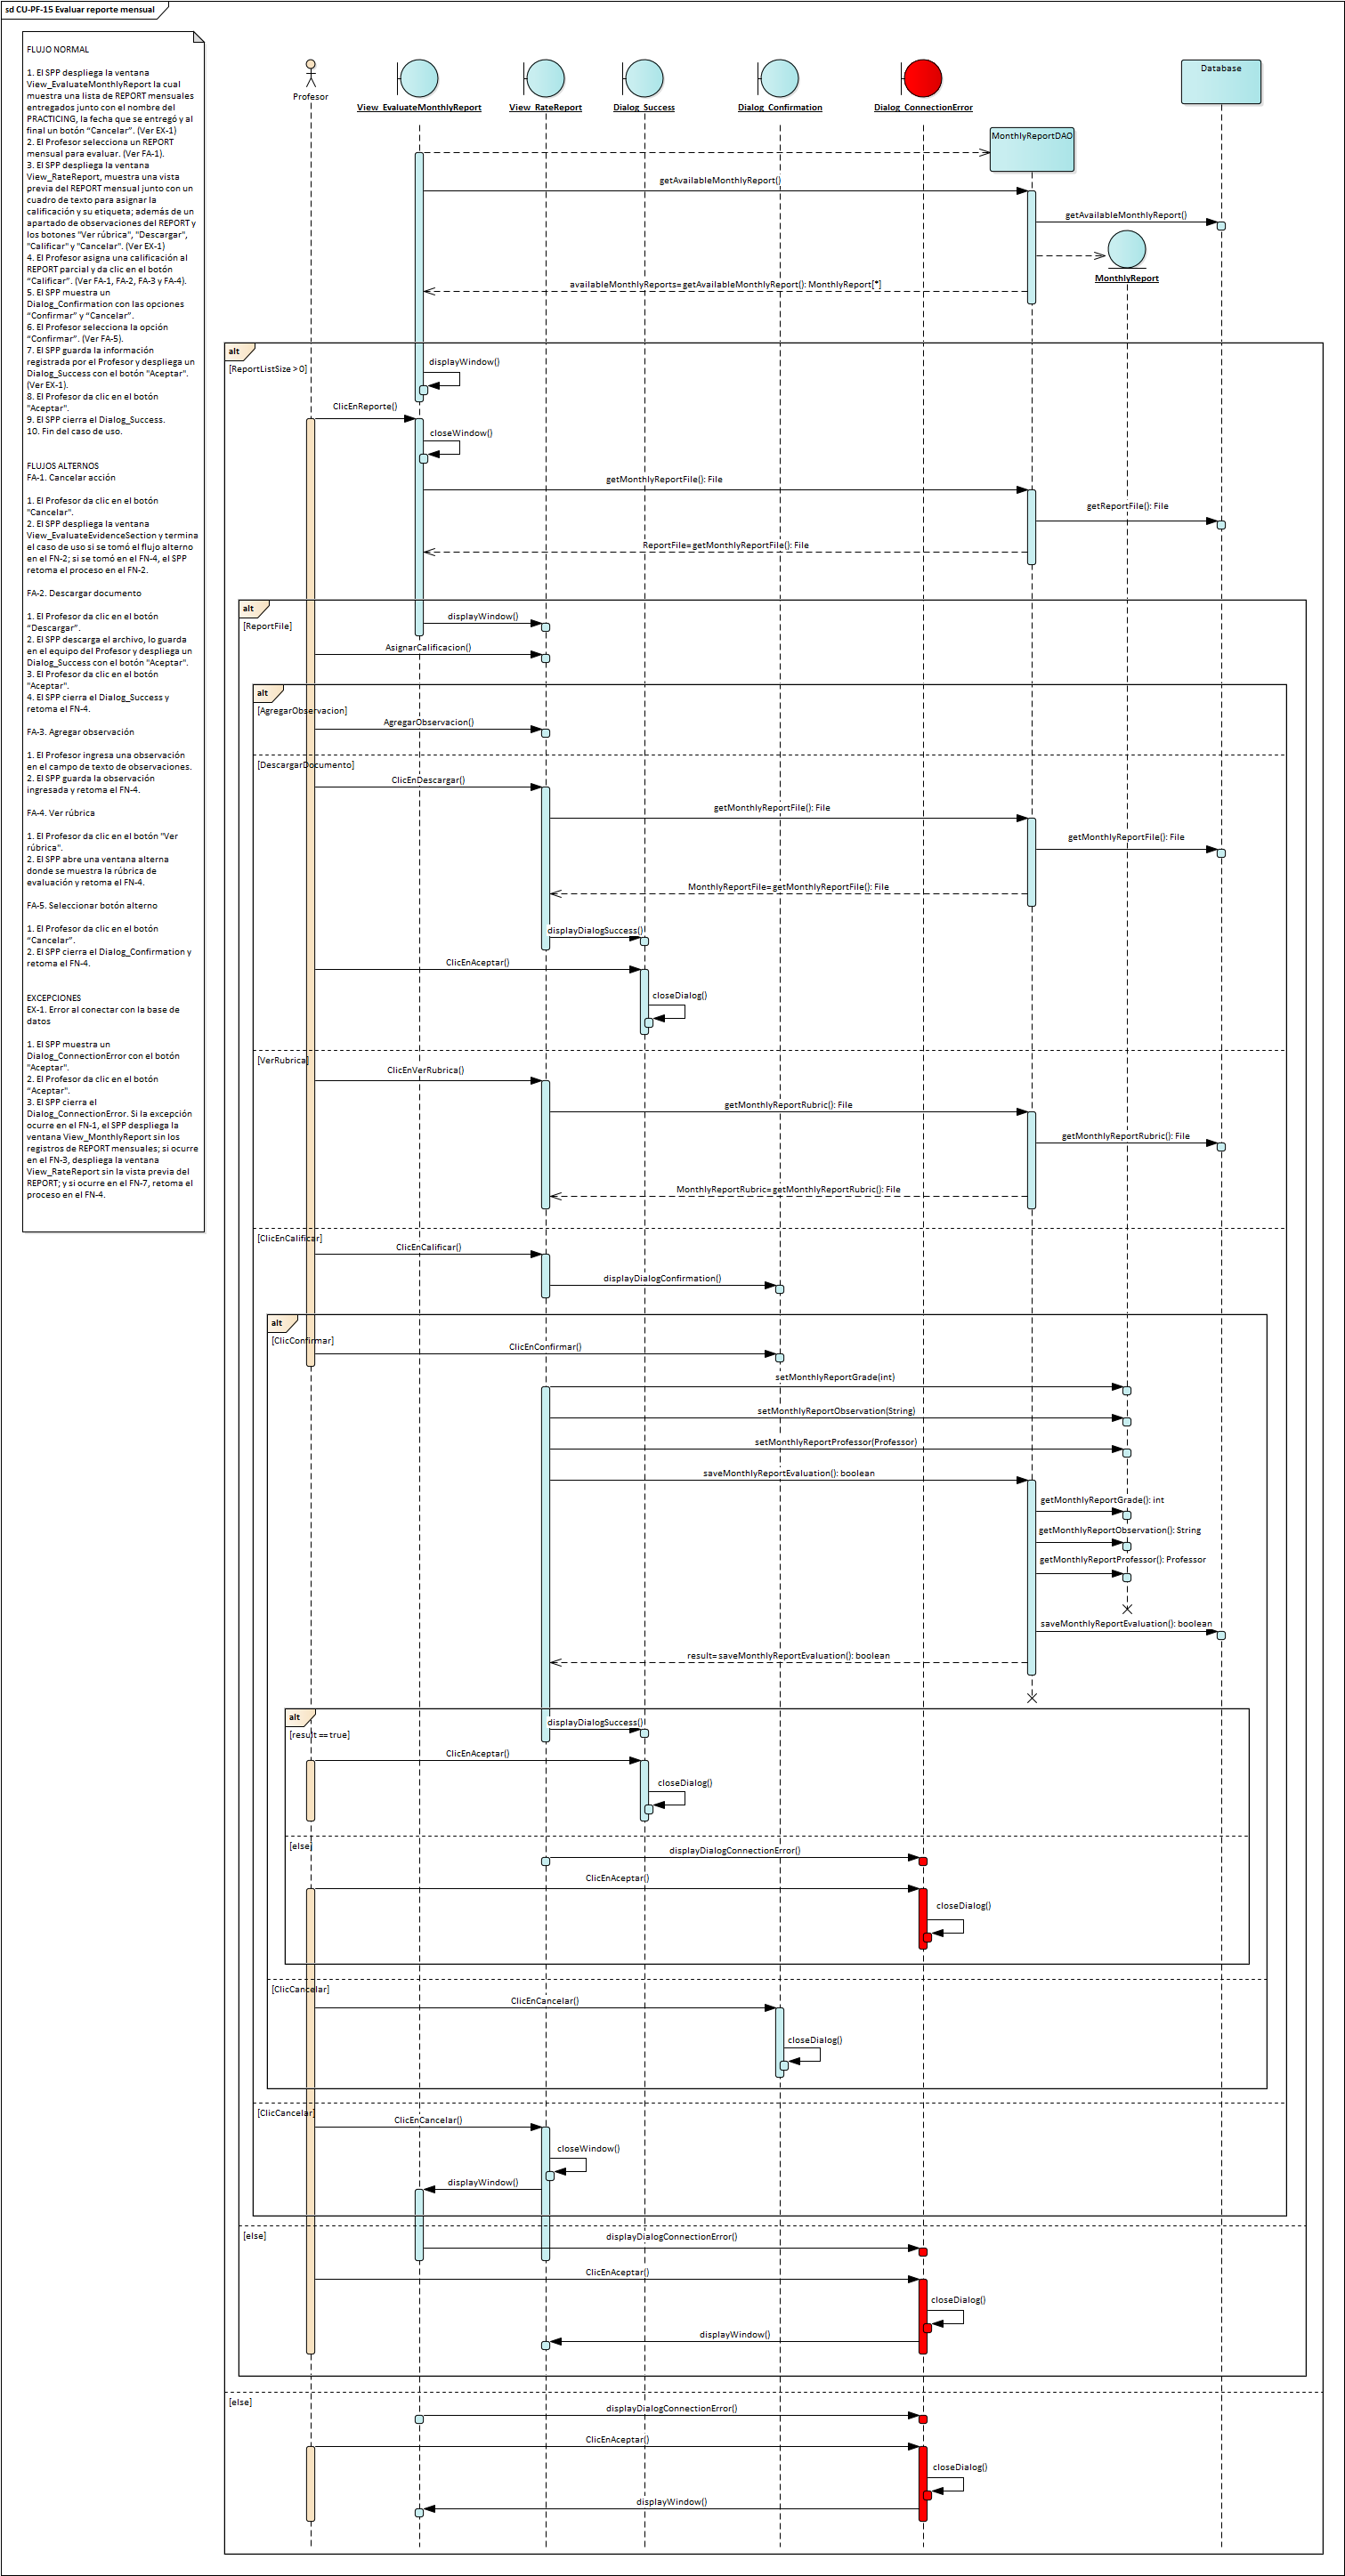 sd CU-PF-15 Evaluar reporte mensual
FLUJO NORMAL
1. El SPP despliega la ventana
View_EvaluateMonthlyReport la cual
muestra una lista de REPORT mensuales
entregados junto con el nombre del
PRACTICING, la fecha que se entregó y al
final un botón “Cancelar”. (Ver EX-1)
2. El Profesor selecciona un REPORT
mensual para evaluar. (Ver FA-1).
3. El SPP despliega la ventana
View_RateReport, muestra una vista
previa del REPORT mensual junto con un
cuadro de texto para asignar la
calificación y su etiqueta; además de un
apartado de observaciones del REPORT y
los botones "Ver rúbrica", "Descargar",
"Calificar" y "Cancelar". (Ver EX-1)
4. El Profesor asigna una calificación al
REPORT parcial y da clic en el botón
“Calificar”. (Ver FA-1, FA-2, FA-3 y FA-4).
5. El SPP muestra un
Dialog_Confirmation con las opciones
“Confirmar” y “Cancelar”.
6. El Profesor selecciona la opción
“Confirmar”. (Ver FA-5).
7. El SPP guarda la información
registrada por el Profesor y despliega un
Dialog_Success con el botón "Aceptar".
(Ver EX-1).
8. El Profesor da clic en el botón
"Aceptar".
9. El SPP cierra el Dialog_Success.
10. Fin del caso de uso.
FLUJOS ALTERNOS
FA-1. Cancelar acción
1. El Profesor da clic en el botón
"Cancelar".
2. El SPP despliega la ventana
View_EvaluateEvidenceSection y termina
el caso de uso si se tomó el flujo alterno
en el FN-2; si se tomó en el FN-4, el SPP
retoma el proceso en el FN-2.
FA-2. Descargar documento
1. El Profesor da clic en el botón
“Descargar”.
2. El SPP descarga el archivo, lo guarda
en el equipo del Profesor y despliega un
Dialog_Success con el botón "Aceptar".
3. El Profesor da clic en el botón
"Aceptar".
4. El SPP cierra el Dialog_Success y
retoma el FN-4.
FA-3. Agregar observación
1. El Profesor ingresa una observación
en el campo de texto de observaciones.
2. El SPP guarda la observación
ingresada y retoma el FN-4.
FA-4. Ver rúbrica
1. El Profesor da clic en el botón "Ver
rúbrica".
2. El SPP abre una ventana alterna
donde se muestra la rúbrica de
evaluación y retoma el FN-4.
FA-5. Seleccionar botón alterno
1. El Profesor da clic en el botón
“Cancelar”.
2. El SPP cierra el Dialog_Confirmation y
retoma el FN-4.
EXCEPCIONES
EX-1. Error al conectar con la base de
datos
1. El SPP muestra un
Dialog_ConnectionError con el botón
"Aceptar".
2. El Profesor da clic en el botón
"Aceptar".
3. El SPP cierra el
Dialog_ConnectionError. Si la excepción
ocurre en el FN-1, el SPP despliega la
ventana View_MonthlyReport sin los
registros de REPORT mensuales; si ocurre
en el FN-3, despliega la ventana
View_RateReport sin la vista previa del
REPORT; y si ocurre en el FN-7, retoma el
proceso en el FN-4.
Profesor
View_EvaluateMonthlyReport
View_RateReport
Dialog_Success
Dialog_Confirmation
Dialog_ConnectionError
Database
MonthlyReportDAO
getAvailableMonthlyReport()
getAvailableMonthlyReport()
MonthlyReport
availableMonthlyReports= getAvailableMonthlyReport(): MonthlyReport[*]
alt
[ReportListSize > 0]
displayWindow()
ClicEnReporte()
closeWindow()
getMonthlyReportFile(): File
getReportFile(): File
ReportFile= getMonthlyReportFile(): File
alt
[ReportFile]
displayWindow()
AsignarCalificacion()
alt
[AgregarObservacion]
AgregarObservacion()
[DescargarDocumento]
ClicEnDescargar()
getMonthlyReportFile(): File
getMonthlyReportFile(): File
MonthlyReportFile= getMonthlyReportFile(): File
displayDialogSuccess()
ClicEnAceptar()
closeDialog()
[VerRubrica]
ClicEnVerRubrica()
getMonthlyReportRubric(): File
getMonthlyReportRubric(): File
MonthlyReportRubric= getMonthlyReportRubric(): File
[ClicEnCalificar]
ClicEnCalificar()
displayDialogConfirmation()
alt
[ClicConfirmar]
ClicEnConfirmar()
setMonthlyReportGrade(int)
setMonthlyReportObservation(String)
setMonthlyReportProfessor(Professor)
saveMonthlyReportEvaluation(): boolean
getMonthlyReportGrade(): int
getMonthlyReportObservation(): String
getMonthlyReportProfessor(): Professor
saveMonthlyReportEvaluation(): boolean
result= saveMonthlyReportEvaluation(): boolean
alt
[result == true]
displayDialogSuccess()
ClicEnAceptar()
closeDialog()
[else]
displayDialogConnectionError()
ClicEnAceptar()
closeDialog()
[ClicCancelar]
ClicEnCancelar()
closeDialog()
[ClicCancelar]
ClicEnCancelar()
closeWindow()
displayWindow()
[else]
displayDialogConnectionError()
ClicEnAceptar()
closeDialog()
displayWindow()
[else]
displayDialogConnectionError()
ClicEnAceptar()
closeDialog()
displayWindow()